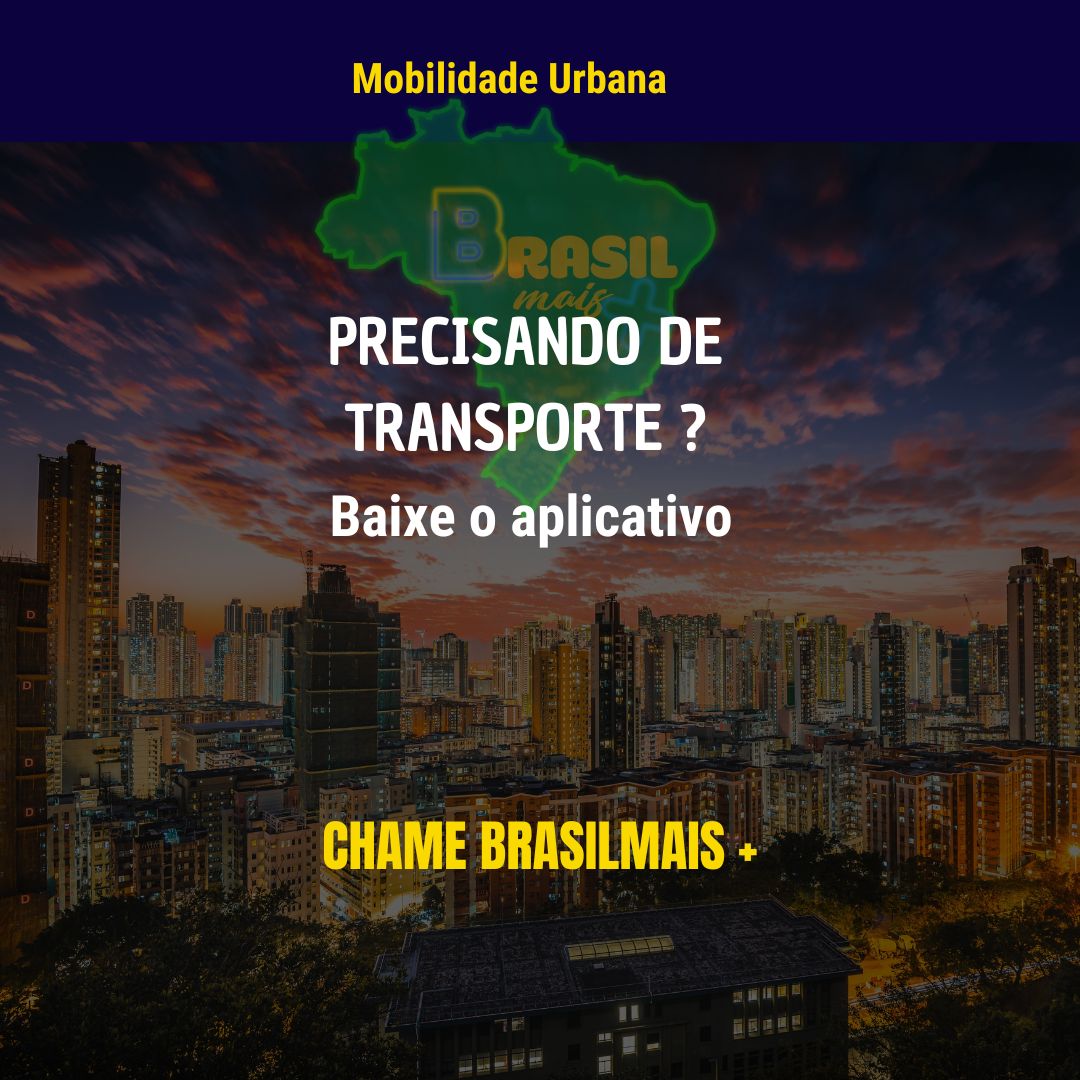 Mobilidade Urbana
B
BRASIL
mais +
PRECISANDO DE
TRANSPORTE ?
Baixe o aplicativo
D
D
D
D
D
CHAME BRASILMAIS +